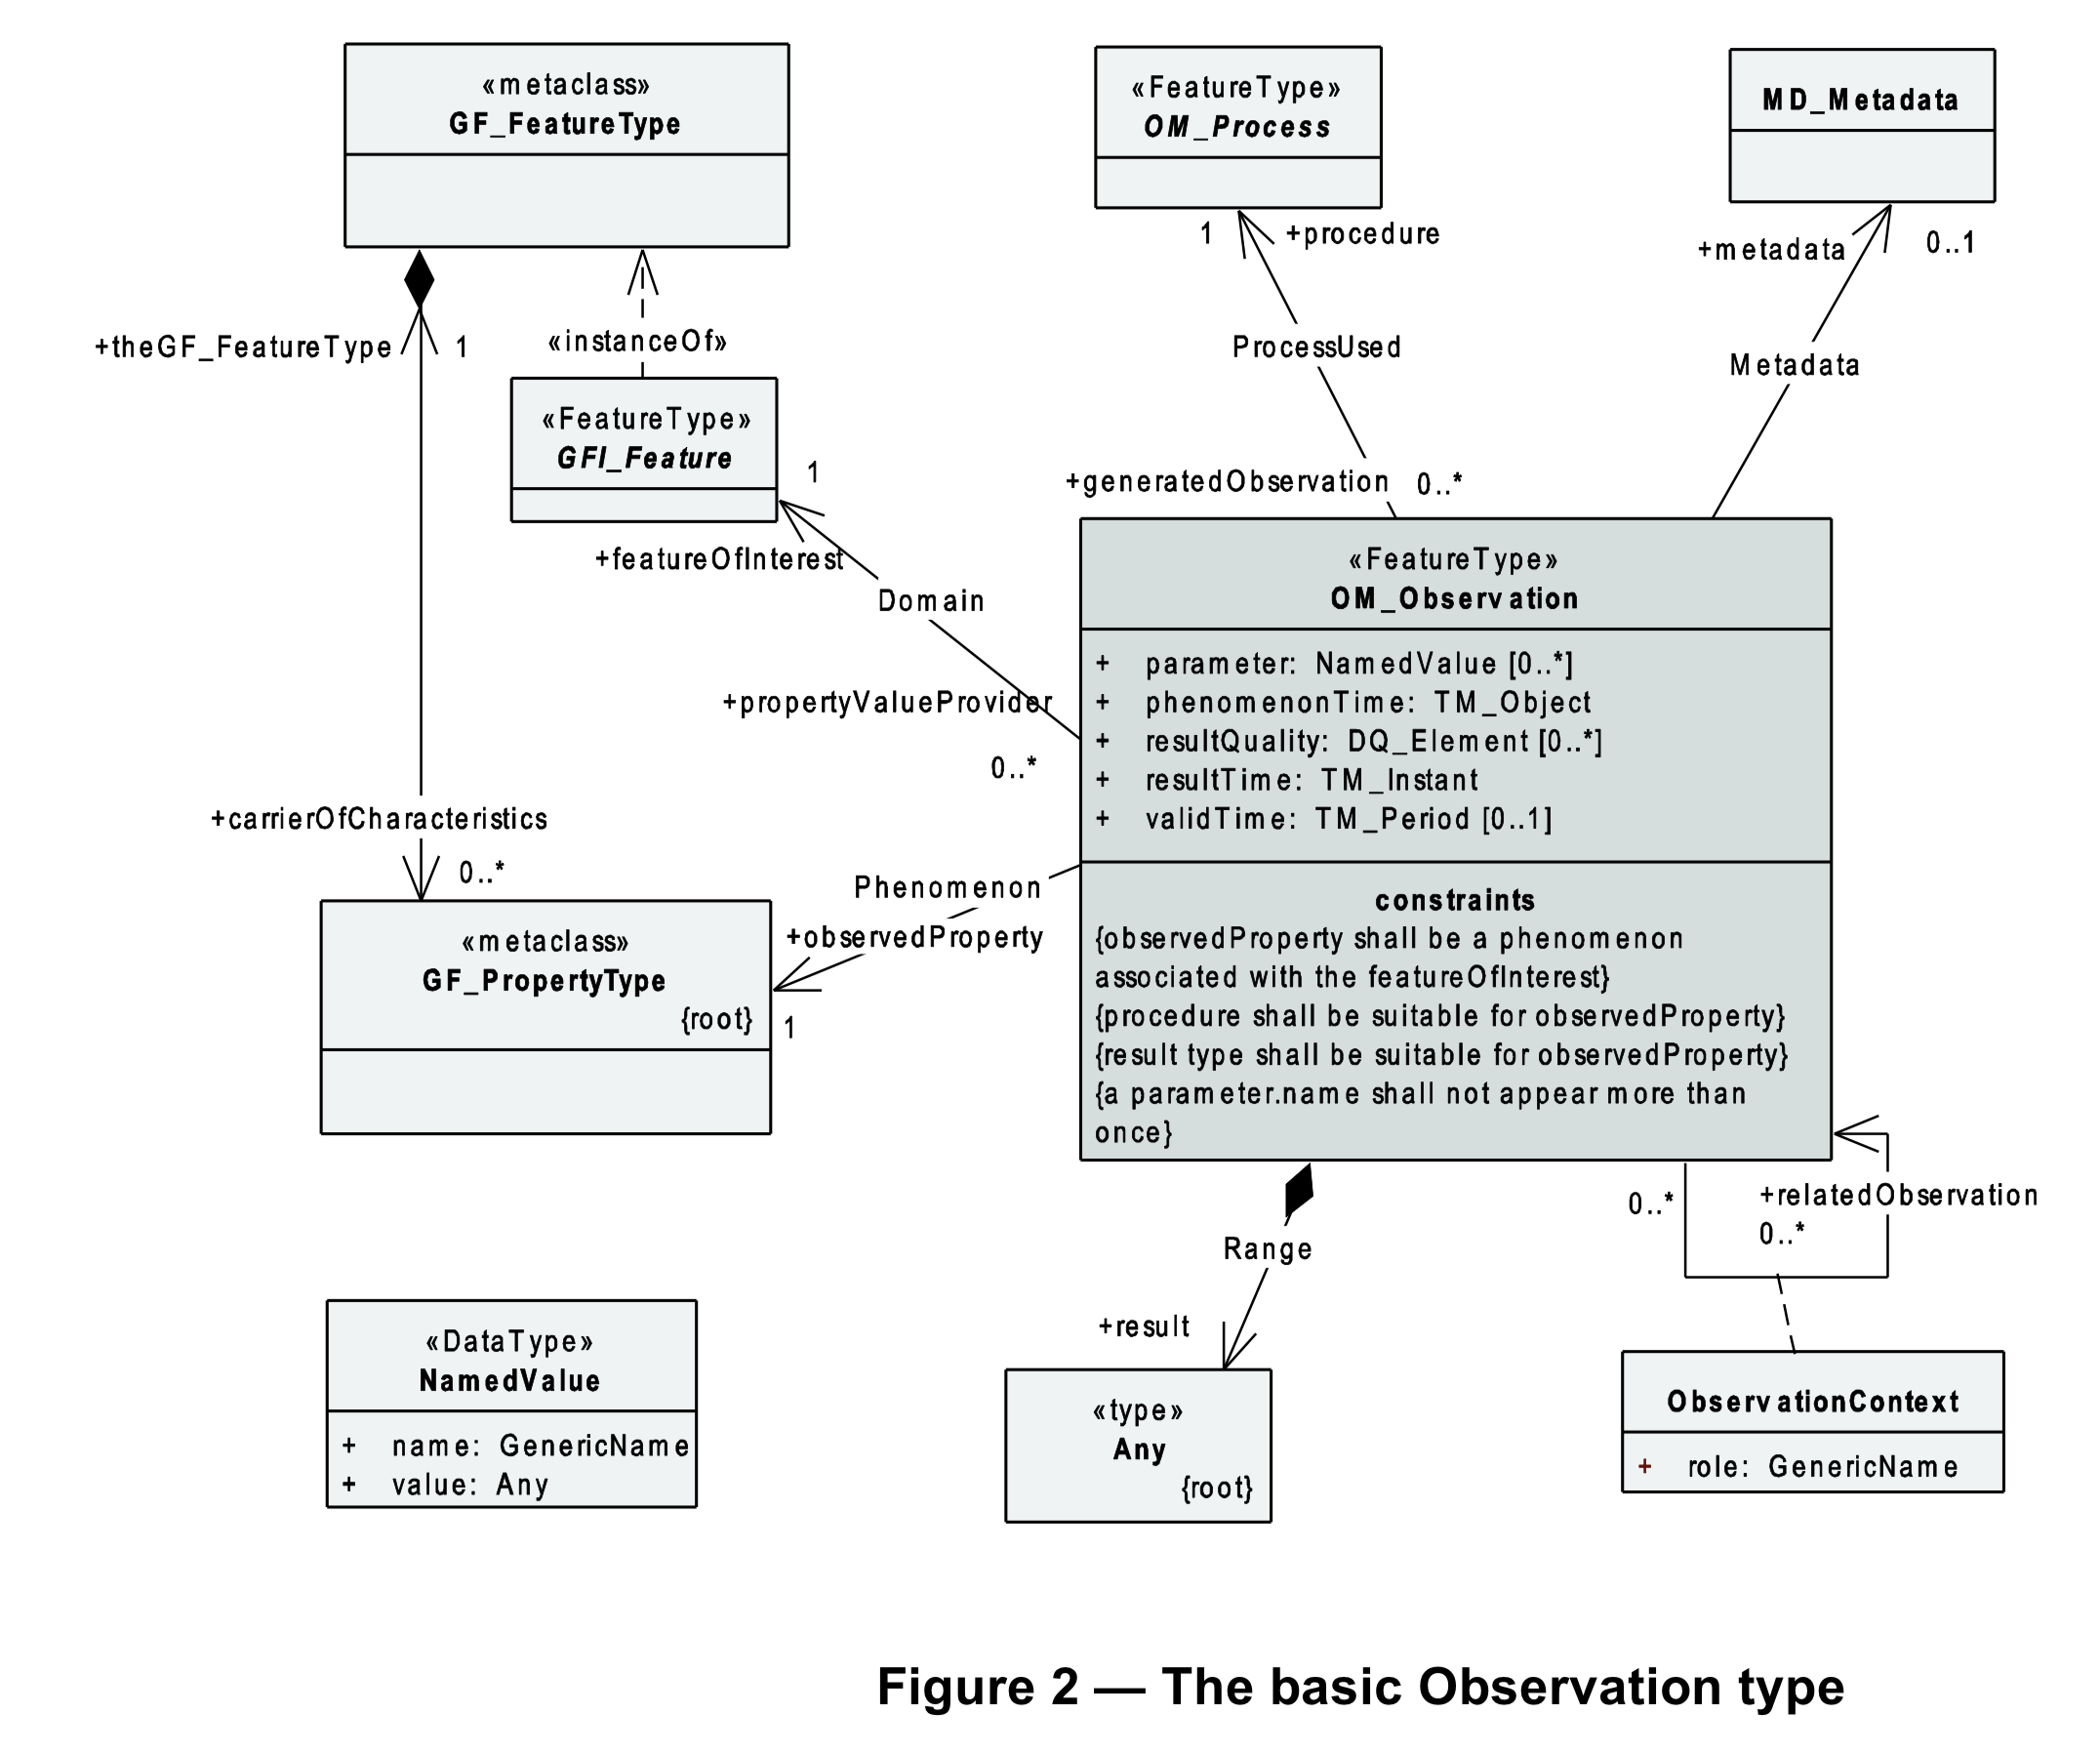 «metaclass»
GF_FeatureType
«FeatureType»
OM_Process
MD_Metadata
1
+procedure
+metadata
0..1
+theGF_FeatureType
1
«instanceOf»
ProcessUsed
Metadata
«FeatureType»
GFI_Feature
1
+generatedObservation
0..*
+featureOfInterest
Domain
+propertyValueProvider
0..*
«FeatureType»
OM_Observation
+ parameter: NamedValue [0..*]
+ phenomenonTime: TM_Object
+ resultQuality: DQ_Element [0..*]
+ resultTime: TM_Instant
+ validTime: TM_Period [0..1]
constraints
{observedProperty shall be a phenomenon
associated with the featureOfInterest}
{procedure shall be suitable for observedProperty}
{result type shall be suitable for observedProperty}
{a parameter.name shall not appear more than
once}
+carrierOfCharacteristics
0..*
Phenomenon
+observedProperty
1
«metaclass»
GF_PropertyType
{root}
0..*
+relatedObservation
0..*
Range
+result
«DataType»
NamedValue
+ name: GenericName
+ value: Any
«type»
Any
{root}
ObservationContext
+ role: GenericName
Figure 2 — The basic Observation type